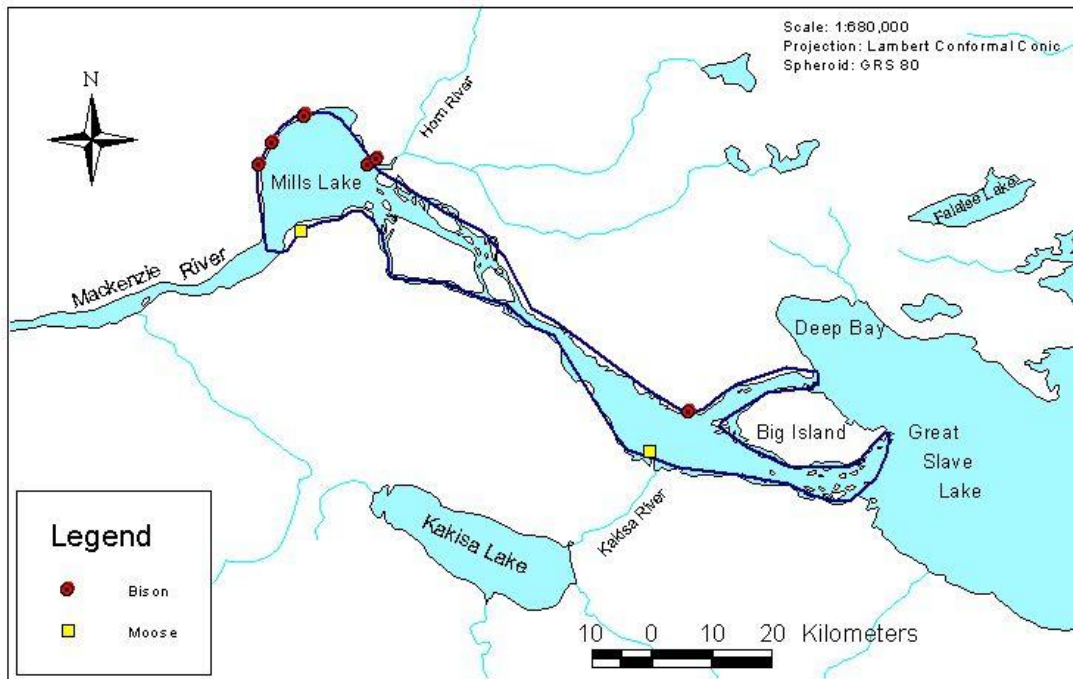 Scale: 1:680,000
Projection: Lambert Conformal Conic
Spheroid: GRS 80
N
Horn River
Mills Lake
Falaise Lake
Mackenzie River
Deep Bay
Big Island
Great
Slave
Lake
Kakisa Lake
Kakisa River
Legend
Bison
Moose
10 0 10 20 Kilometers